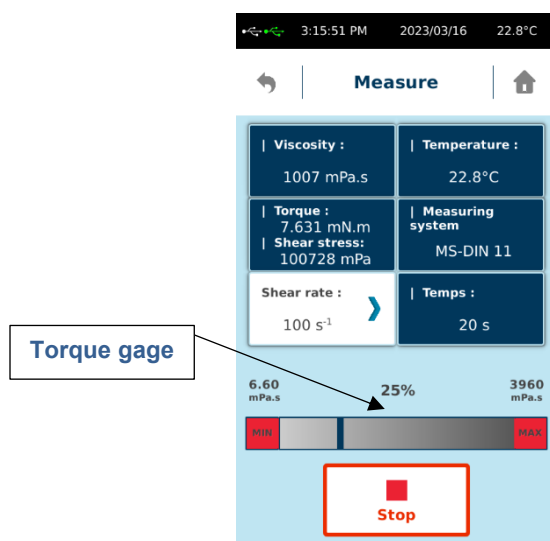 3:15:51 PM 2023/03/16 22.8°C
Measure
| Viscosity :
1007 mPa.s
| Temperature :
22.8°C
| Torque :
7.631 mN.m
| Shear stress:
100728 mPa
| Measuring
system
MS-DIN 11
Shear rate :
100 s⁻¹
| Temps :
20 s
Torque gage
6.60
mPa.s
25%
3960
mPa.s
MIN
MAX
Stop